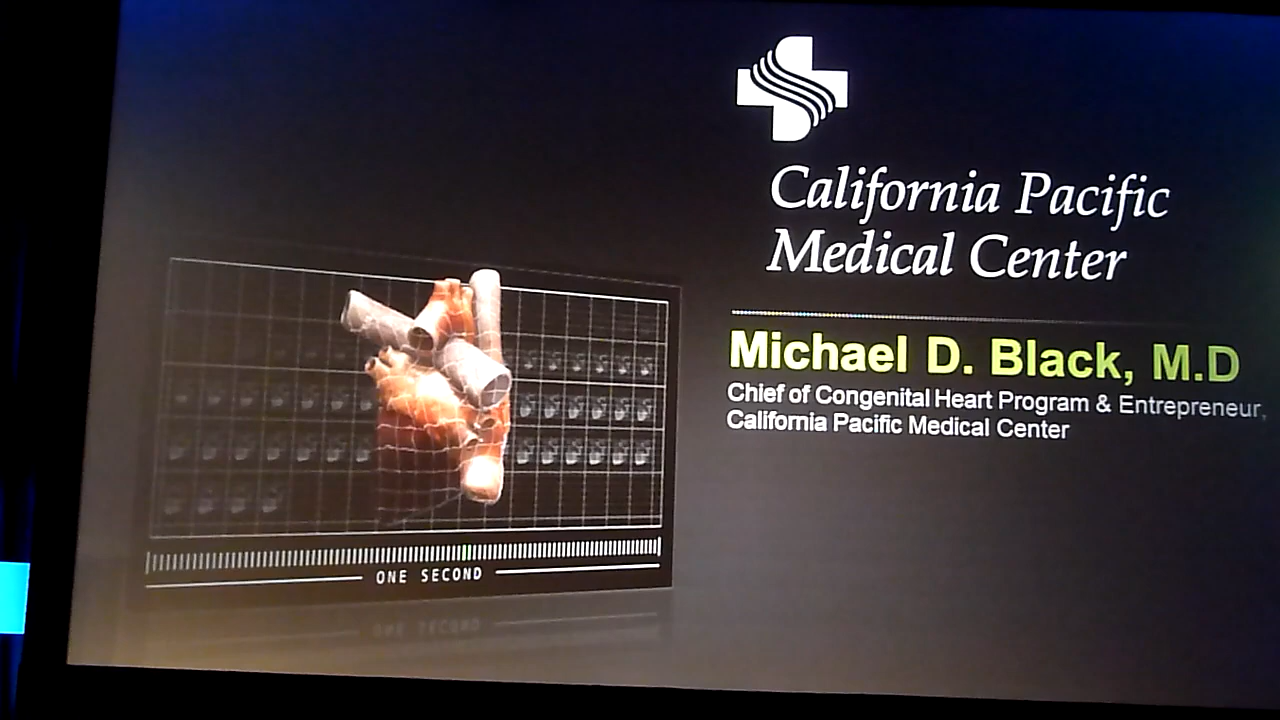 California Pacific
Medical Center
Michael D. Black, M.D
Chief of Congenital Heart Program & Entrepreneur,
California Pacific Medical Center
ONE SECOND